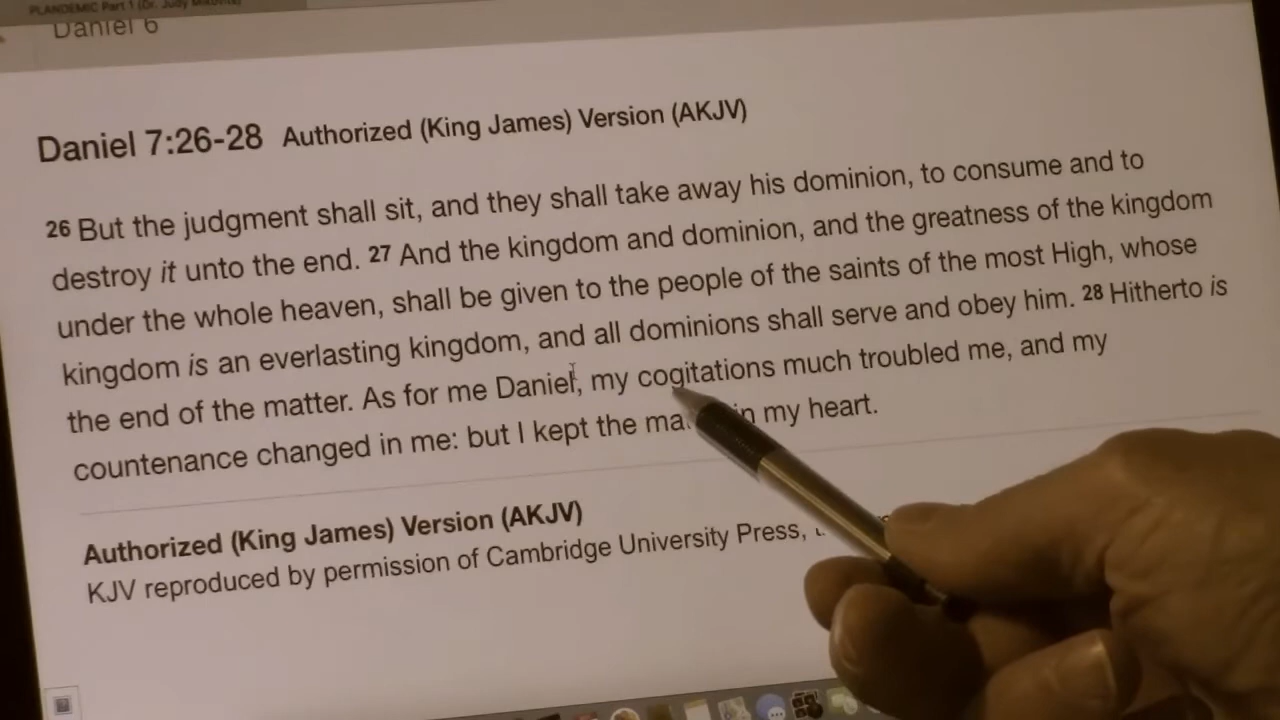 PLANDEMIC Part 1 (Dr. Judy Mikovits)
Daniel 6
Daniel 7:26-28 Authorized (King James) Version (AKJV)
26 But the judgment shall sit, and they shall take away his dominion, to consume and to
destroy it unto the end. 27 And the kingdom and dominion, and the greatness of the kingdom
under the whole heaven, shall be given to the people of the saints of the most High, whose
kingdom is an everlasting kingdom, and all dominions shall serve and obey him. 28 Hitherto is
the end of the matter. As for me Daniel, my cogitations much troubled me, and my
countenance changed in me: but I kept the ma in my heart.
Authorized (King James) Version (AKJV)
KJV reproduced by permission of Cambridge University Press,